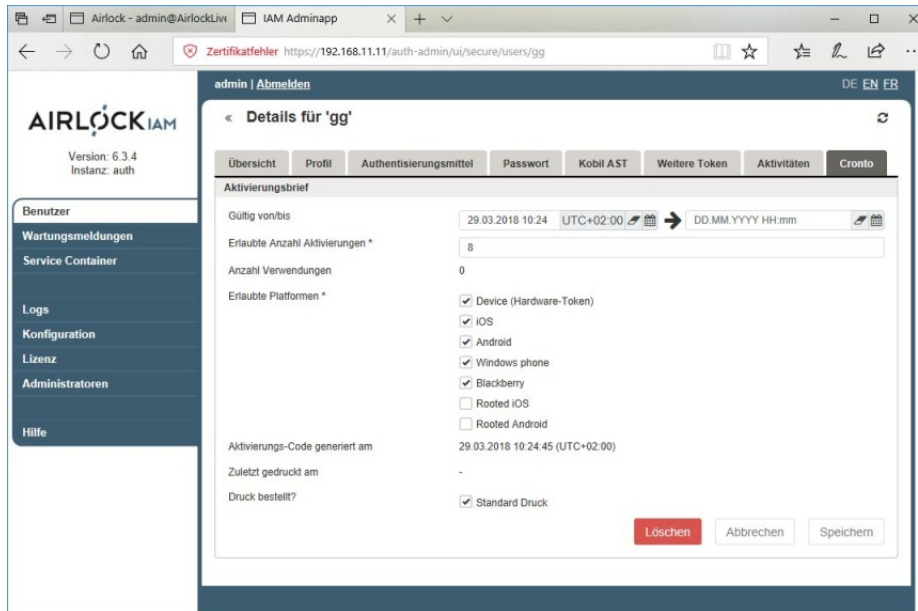 Airlock - admin@AirlockLive
IAM Adminapp
Zertifikatfehler https://192.168.11.11/auth-admin/ui/secure/users/gg
admin | Abmelden
DE EN FR
AIRLOCK IAM
Version: 6.3.4
Instanz: auth
Benutzer
Wartungsmeldungen
Service Container
Logs
Konfiguration
Lizenz
Administratoren
Hilfe
« Details für 'gg'
Übersicht Profil Authentisierungsmittel Passwort Kobil AST Weitere Token Aktivitäten Cronto
Aktivierungsbrief
Gültig von/bis 29.03.2018 10:24 UTC+02:00 DD.MM.YYYY HH:mm
Erlaubte Anzahl Aktivierungen * 8
Anzahl Verwendungen 0
Erlaubte Platformen * Device (Hardware-Token)
iOS
Android
Windows phone
Blackberry
Rooted iOS
Rooted Android
Aktivierungs-Code generiert am 29.03.2018 10:24:45 (UTC+02:00)
Zuletzt gedruckt am -
Druck bestellt? Standard Druck
Löschen Abbrechen Speichern